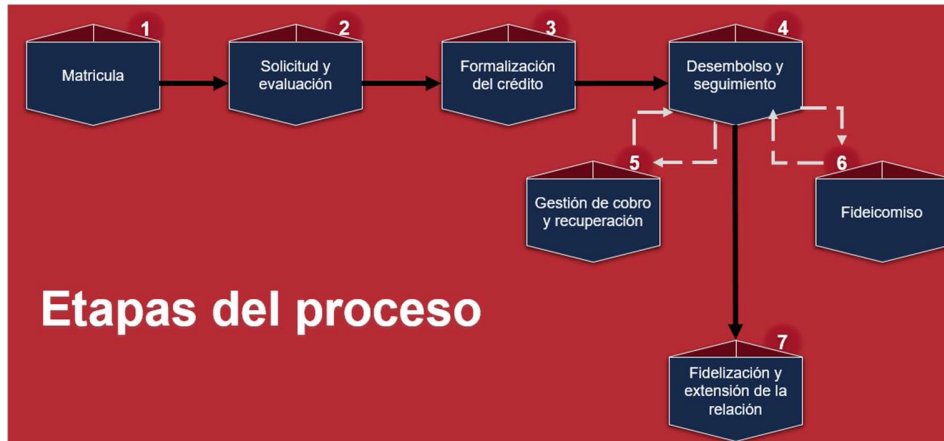 1
Matricula
2
Solicitud y
evaluación
3
Formalización
del crédito
4
Desembolso y
seguimiento
5
Gestión de cobro
y recuperación
6
Fideicomiso
Etapas del proceso
7
Fidelización y
extensión de la
relación